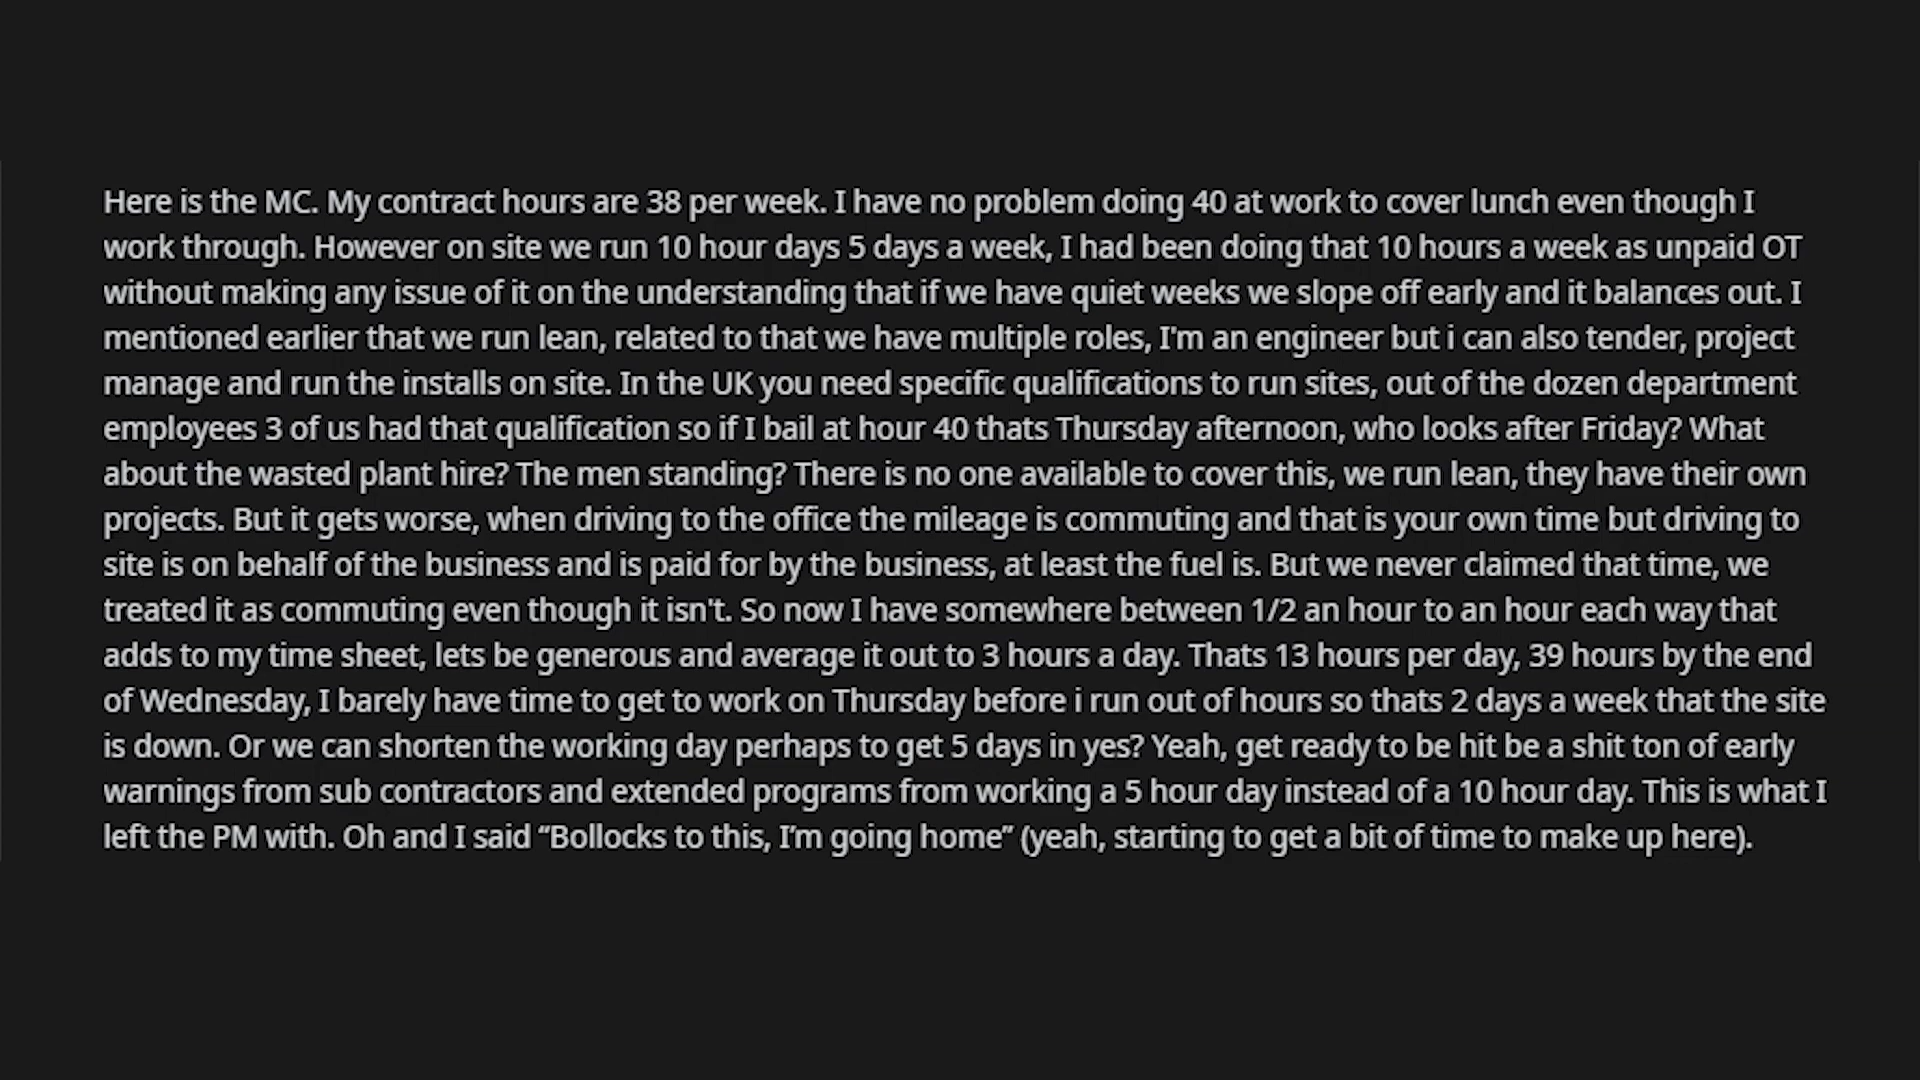 Here is the MC. My contract hours are 38 per week. I have no problem doing 40 at work to cover lunch even though I
work through. However on site we run 10 hour days 5 days a week, I had been doing that 10 hours a week as unpaid OT
without making any issue of it on the understanding that if we have quiet weeks we slope off early and it balances out. I
mentioned earlier that we run lean, related to that we have multiple roles, I'm an engineer but i can also tender, project
manage and run the installs on site. In the UK you need specific qualifications to run sites, out of the dozen department
employees 3 of us had that qualification so if I bail at hour 40 thats Thursday afternoon, who looks after Friday? What
about the wasted plant hire? The men standing? There is no one available to cover this, we run lean, they have their own
projects. But it gets worse, when driving to the office the mileage is commuting and that is your own time but driving to
site is on behalf of the business and is paid for by the business, at least the fuel is. But we never claimed that time, we
treated it as commuting even though it isn't. So now I have somewhere between 1/2 an hour to an hour each way that
adds to my time sheet, lets be generous and average it out to 3 hours a day. Thats 13 hours per day, 39 hours by the end
of Wednesday, I barely have time to get to work on Thursday before i run out of hours so thats 2 days a week that the site
is down. Or we can shorten the working day perhaps to get 5 days in yes? Yeah, get ready to be hit be a shit ton of early
warnings from sub contractors and extended programs from working a 5 hour day instead of a 10 hour day. This is what I
left the PM with. Oh and I said “Bollocks to this, I’m going home” (yeah, starting to get a bit of time to make up here).